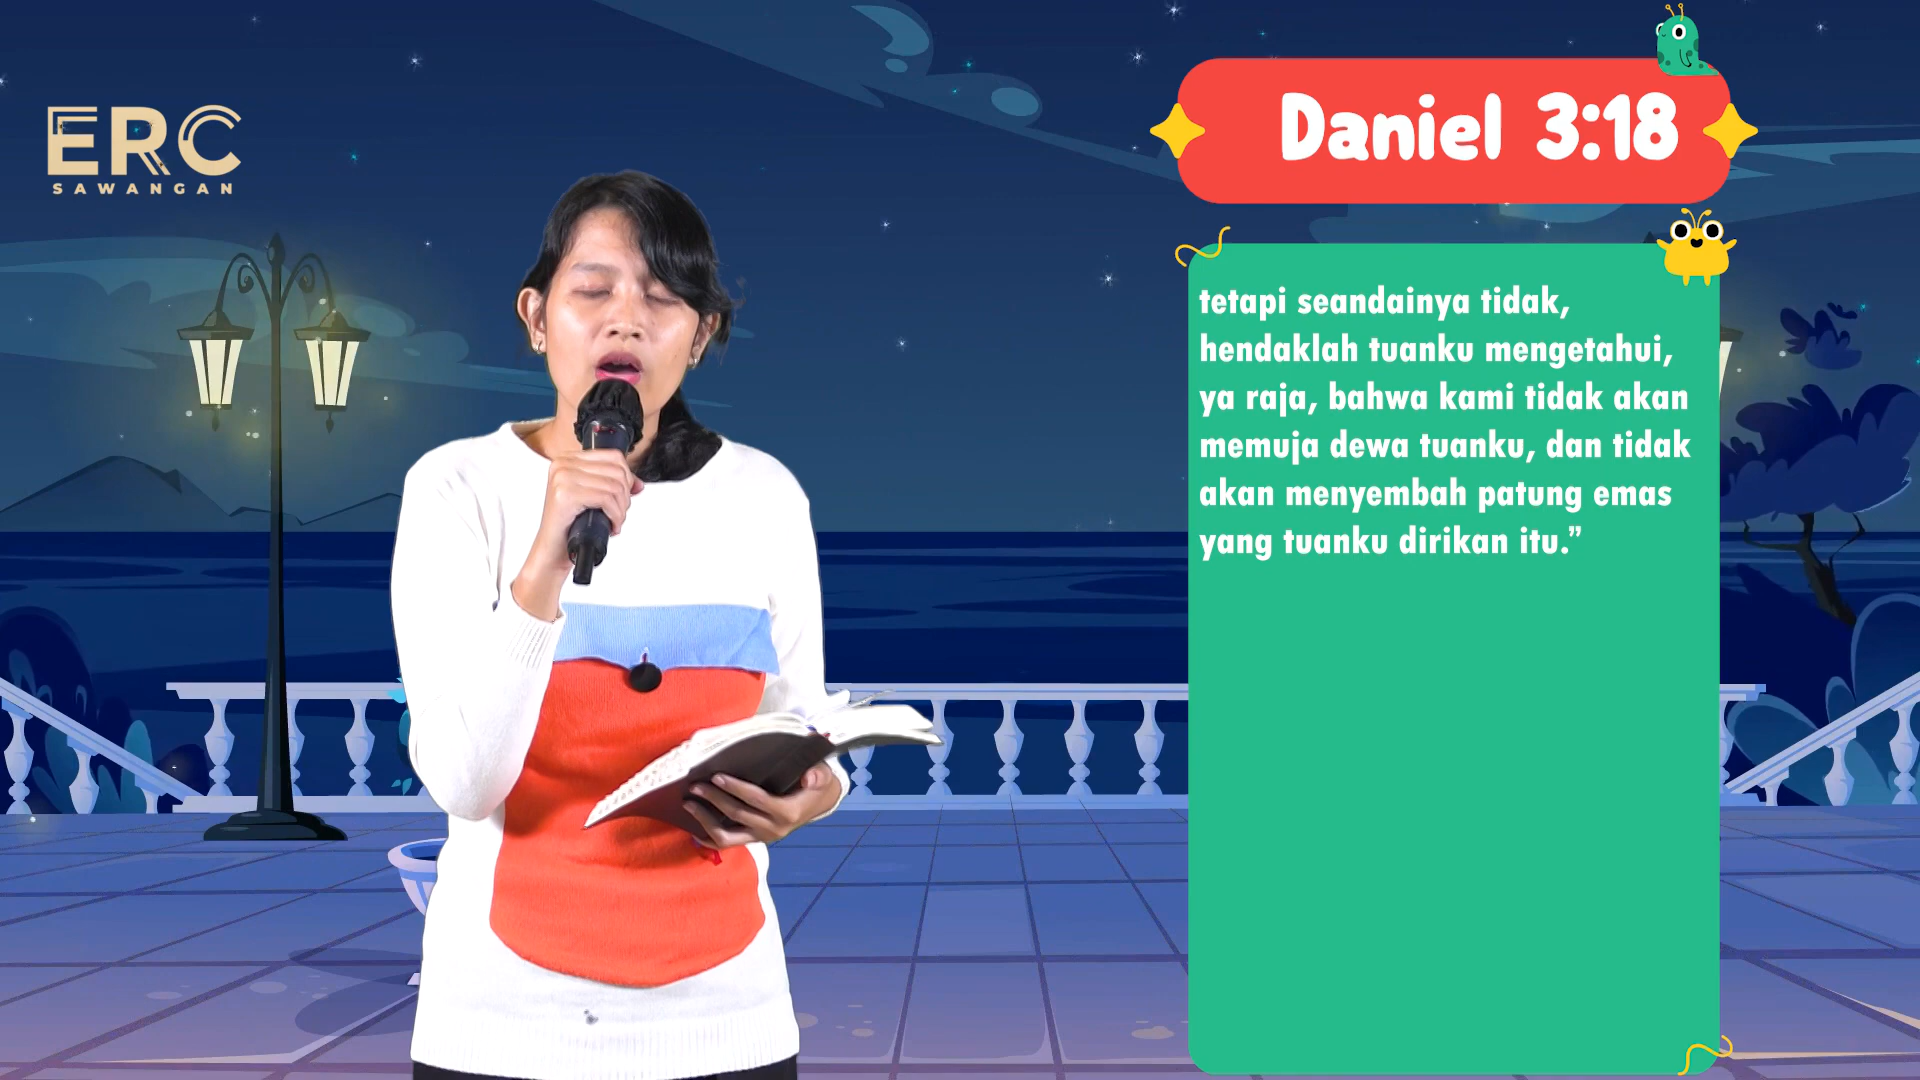 ERC
SAWANGAN
Daniel 3:18
tetapi seandainya tidak,
hendaklah tuanku mengetahui,
ya raja, bahwa kami tidak akan
memuja dewa tuanku, dan tidak
akan menyembah patung emas
yang tuanku dirikan itu.”